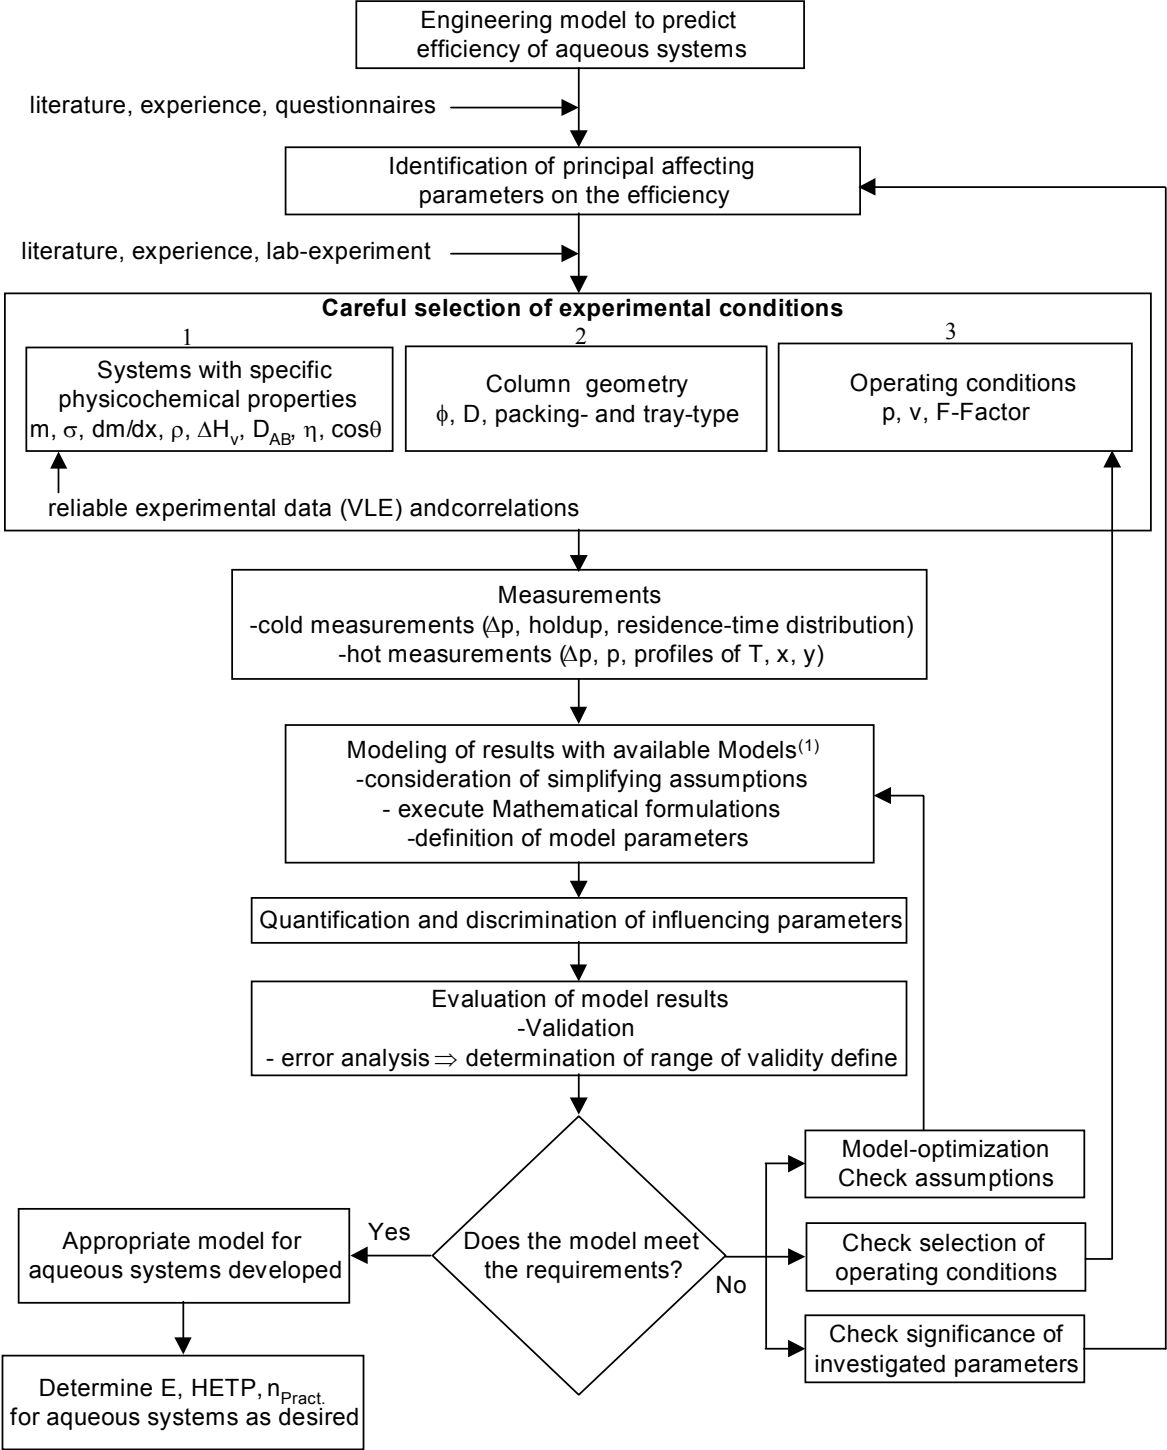 Engineering model to predict
efficiency of aqueous systems
literature, experience, questionnaires
Identification of principal affecting
parameters on the efficiency
literature, experience, lab-experiment
Careful selection of experimental conditions
1
Systems with specific
physicochemical properties
m, σ, dm/dx, ρ, ΔHv, DAB, η, cosθ
2
Column geometry
ϕ, D, packing- and tray-type
3
Operating conditions
p, v, F-Factor
reliable experimental data (VLE) andcorrelations
Measurements
-cold measurements (Δp, holdup, residence-time distribution)
-hot measurements (Δp, p, profiles of T, x, y)
Modeling of results with available Models(1)
-consideration of simplifying assumptions
- execute Mathematical formulations
-definition of model parameters
Quantification and discrimination of influencing parameters
Evaluation of model results
-Validation
- error analysis ⇒ determination of range of validity define
Does the model meet
the requirements?
Yes
No
Appropriate model for
aqueous systems developed
Determine E, HETP, nPract.
for aqueous systems as desired
Model-optimization
Check assumptions
Check selection of
operating conditions
Check significance of
investigated parameters